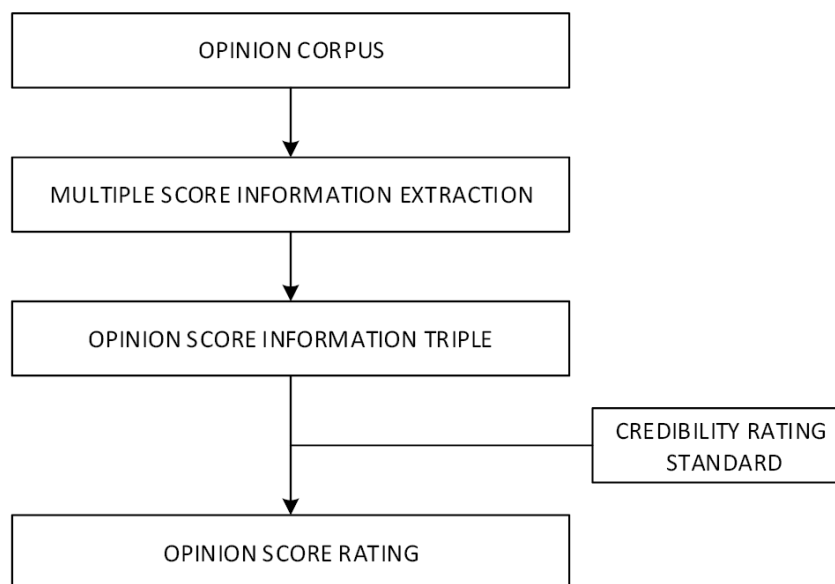 OPINION CORPUS
MULTIPLE SCORE INFORMATION EXTRACTION
OPINION SCORE INFORMATION TRIPLE
CREDIBILITY RATING
STANDARD
OPINION SCORE RATING